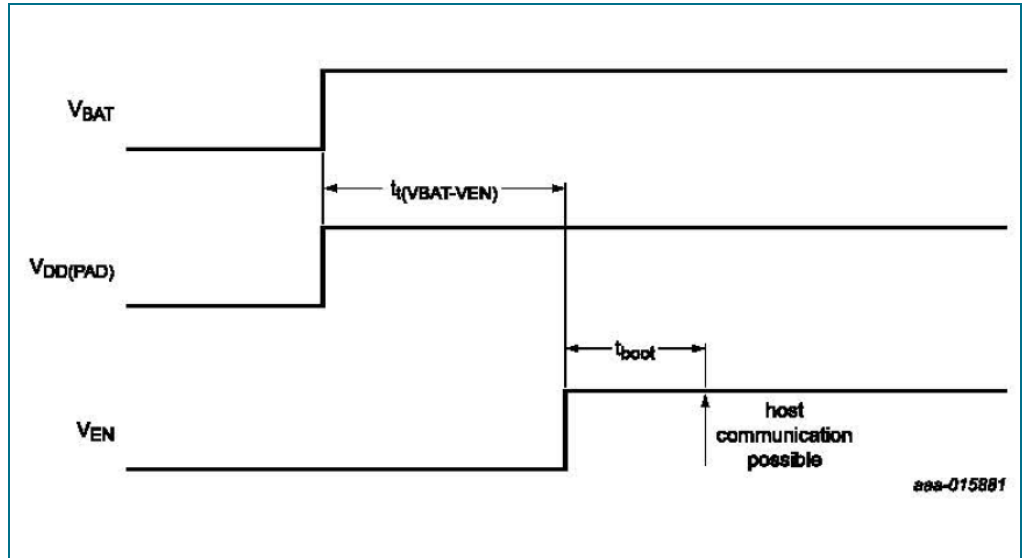 VBAT
tt(VBAT-VEN)
VDD(PAD)
tboot
VEN
host
communication
possible
aaa-015881